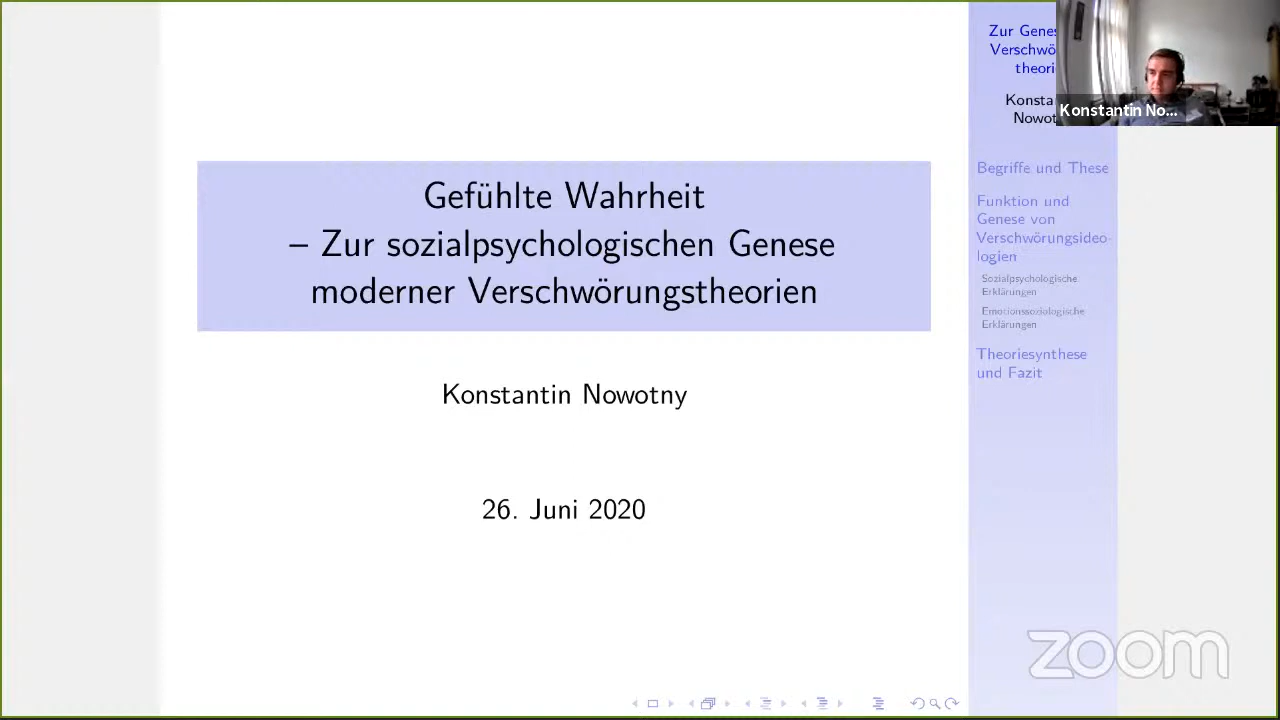 Gefühlte Wahrheit
– Zur sozialpsychologischen Genese
moderner Verschwörungstheorien
Konstantin Nowotny
26. Juni 2020
Zur Genes
Verschwö
theori
Konsta
Nowot
Konstantin No...
Begriffe und These
Funktion und
Genese von
Verschwörungsideo-
logien
Sozialpsychologische
Erklärungen
Emotionssoziologische
Erklärungen
Theoriesynthese
und Fazit
zoom